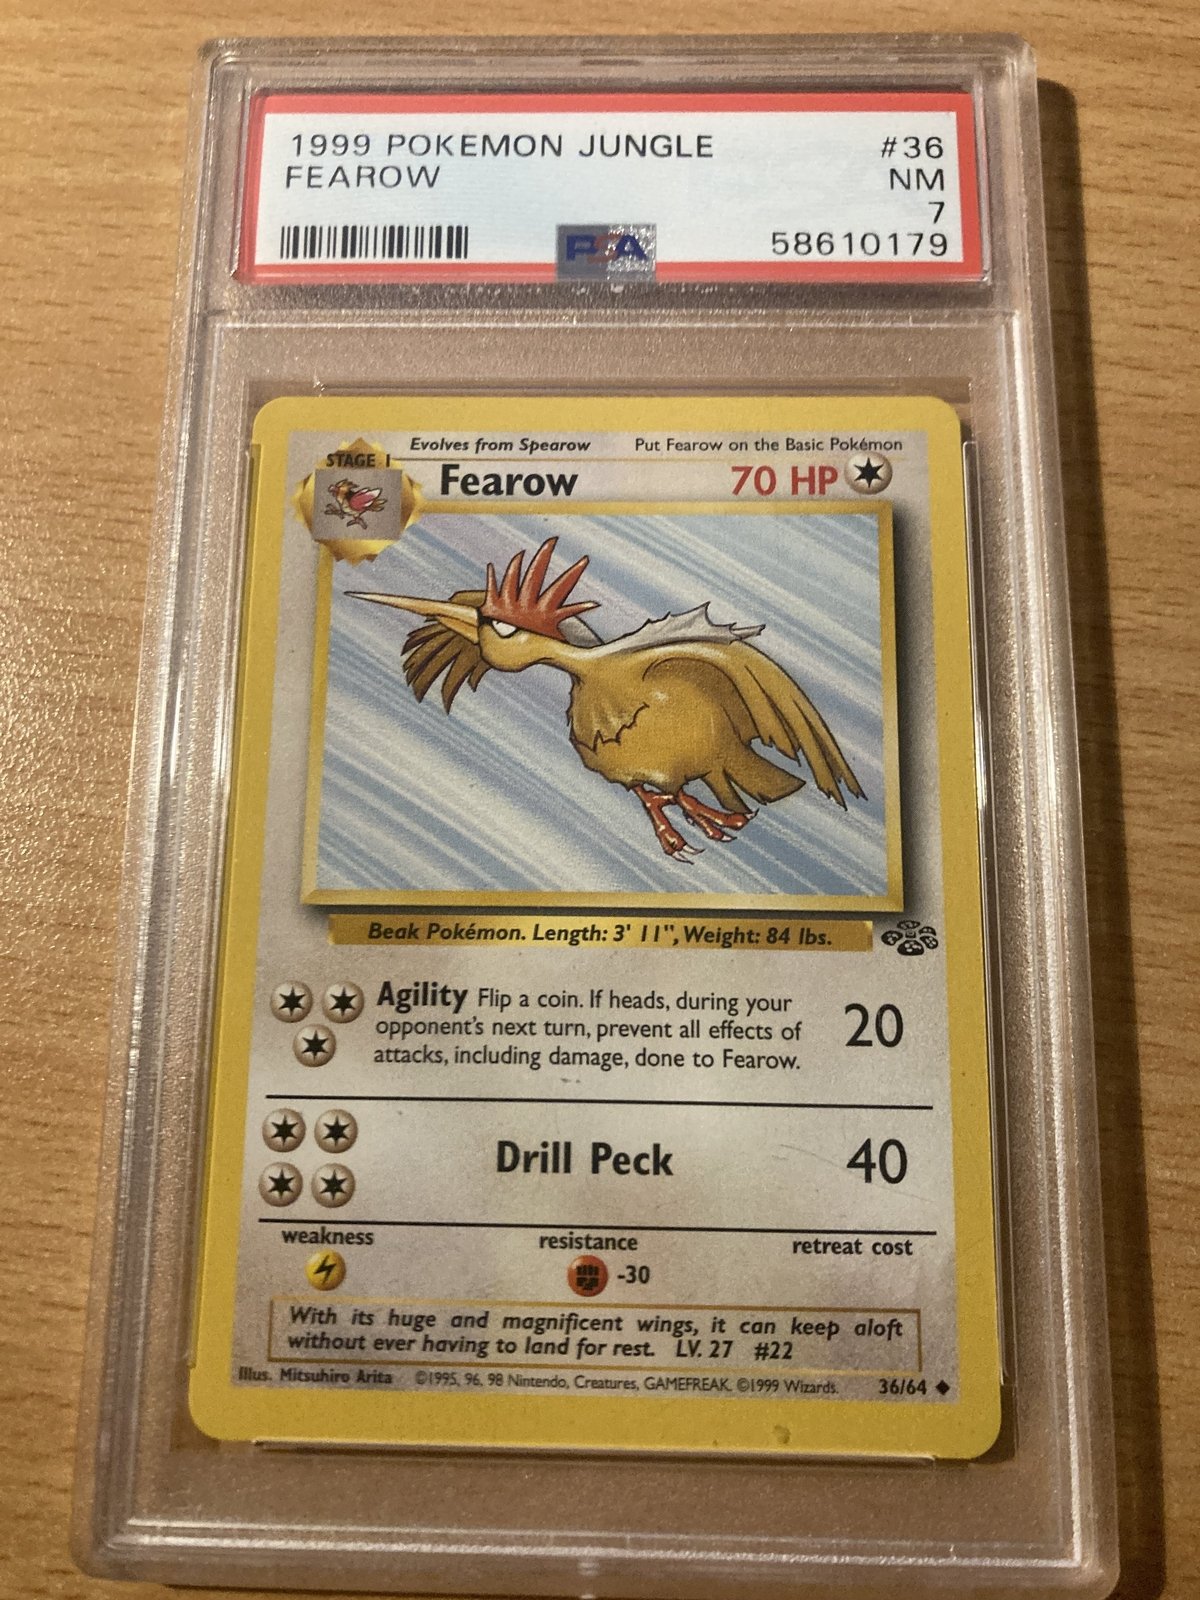 1999 POKEMON JUNGLE #36
FEAROW NM
7
PSA 58610179
Evolves from Spearow Put Fearow on the Basic Pokémon
STAGE 1
Fearow 70 HP
Beak Pokémon. Length: 3' 11", Weight: 84 lbs.
Agility Flip a coin. If heads, during your
opponent's next turn, prevent all effects of
attacks, including damage, done to Fearow.
20
Drill Peck 40
weakness resistance retreat cost
-30
With its huge and magnificent wings, it can keep aloft
without ever having to land for rest. LV. 27 #22
Illus. Mitsuhiro Arita ©1995, 96, 98 Nintendo, Creatures, GAMEFREAK. ©1999 Wizards. 36/64